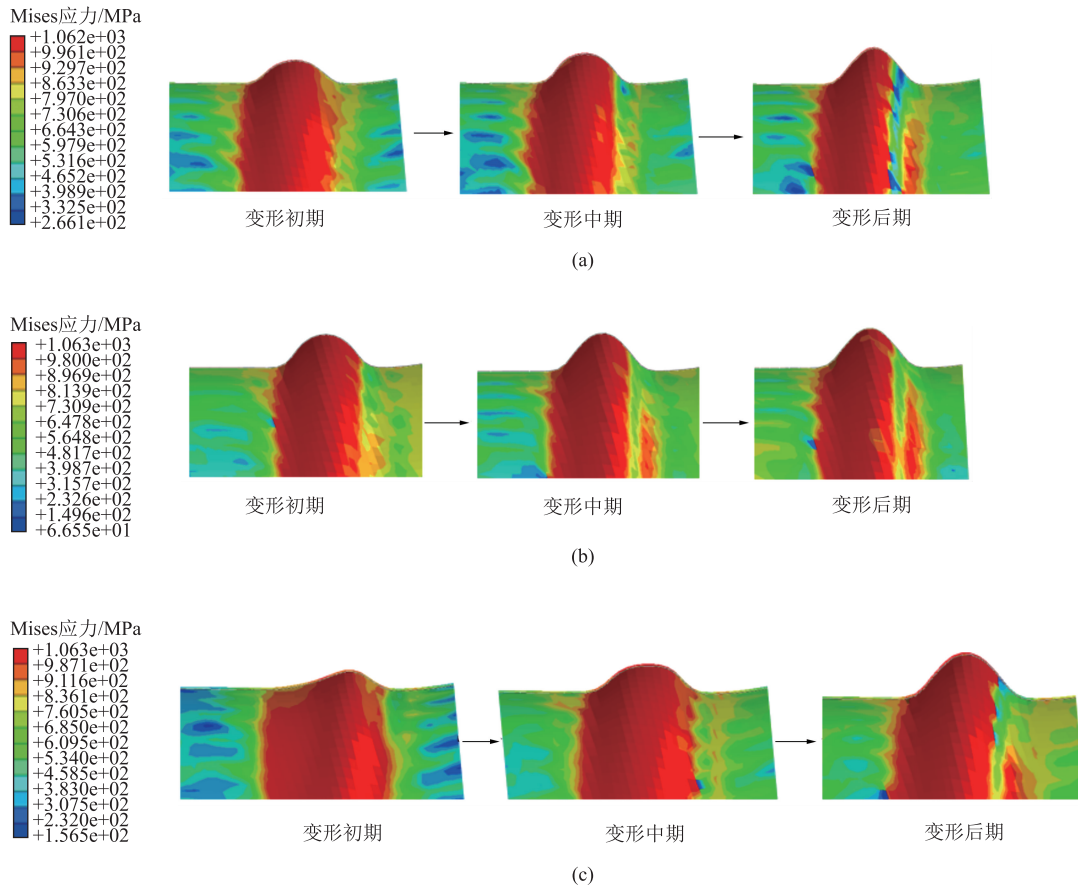 Mises应力/MPa
+1.062e+03
+9.961e+02
+9.297e+02
+8.633e+02
+7.970e+02
+7.306e+02
+6.643e+02
+5.979e+02
+5.316e+02
+4.652e+02
+3.989e+02
+3.325e+02
+2.661e+02
变形初期
变形中期
变形后期
(a)
Mises应力/MPa
+1.063e+03
+9.800e+02
+8.969e+02
+8.139e+02
+7.309e+02
+6.478e+02
+5.648e+02
+4.817e+02
+3.987e+02
+3.157e+02
+2.326e+02
+1.496e+02
+6.655e+01
变形初期
变形中期
变形后期
(b)
Mises应力/MPa
+1.063e+03
+9.871e+02
+9.116e+02
+8.361e+02
+7.605e+02
+6.850e+02
+6.095e+02
+5.340e+02
+4.585e+02
+3.830e+02
+3.075e+02
+2.320e+02
+1.565e+02
变形初期
变形中期
变形后期
(c)